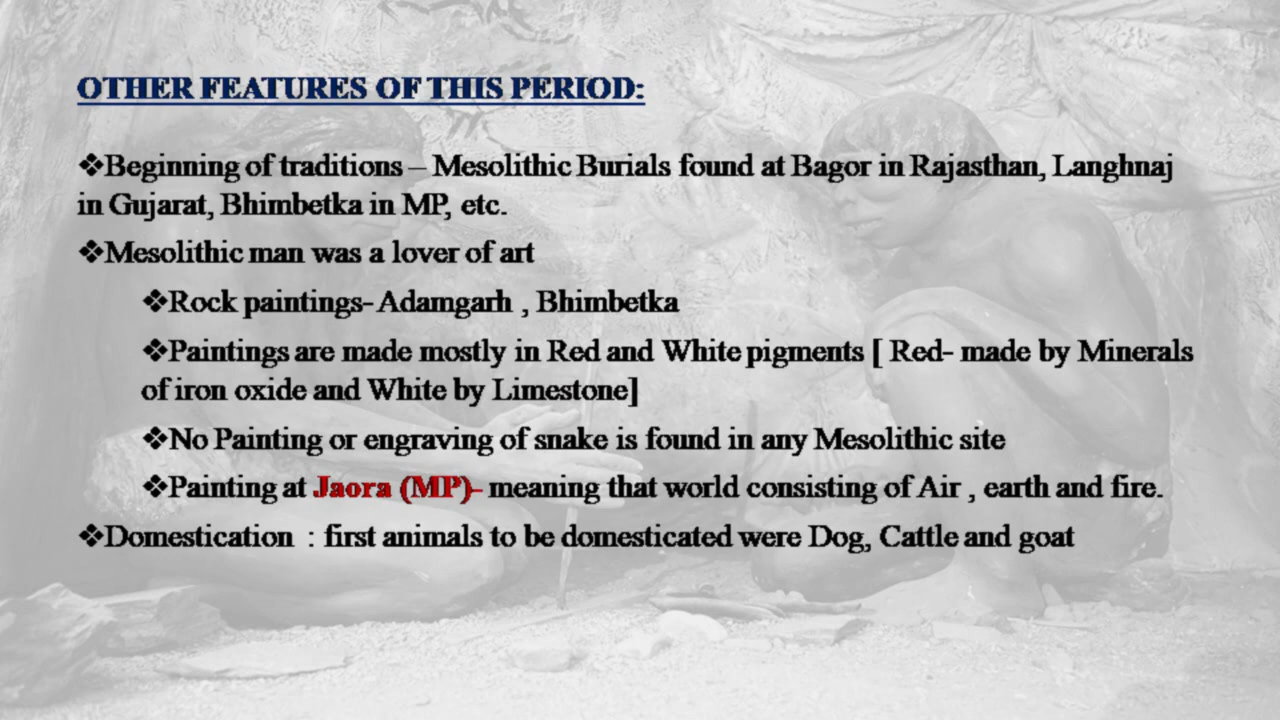 OTHER FEATURES OF THIS PERIOD:
❖Beginning of traditions – Mesolithic Burials found at Bagor in Rajasthan, Langhnaj
in Gujarat, Bhimbetka in MP, etc.
❖Mesolithic man was a lover of art
❖Rock paintings- Adamgarh , Bhimbetka
❖Paintings are made mostly in Red and White pigments [ Red- made by Minerals
of iron oxide and White by Limestone]
❖No Painting or engraving of snake is found in any Mesolithic site
❖Painting at Jaora (MP)- meaning that world consisting of Air , earth and fire.
❖Domestication : first animals to be domesticated were Dog, Cattle and goat